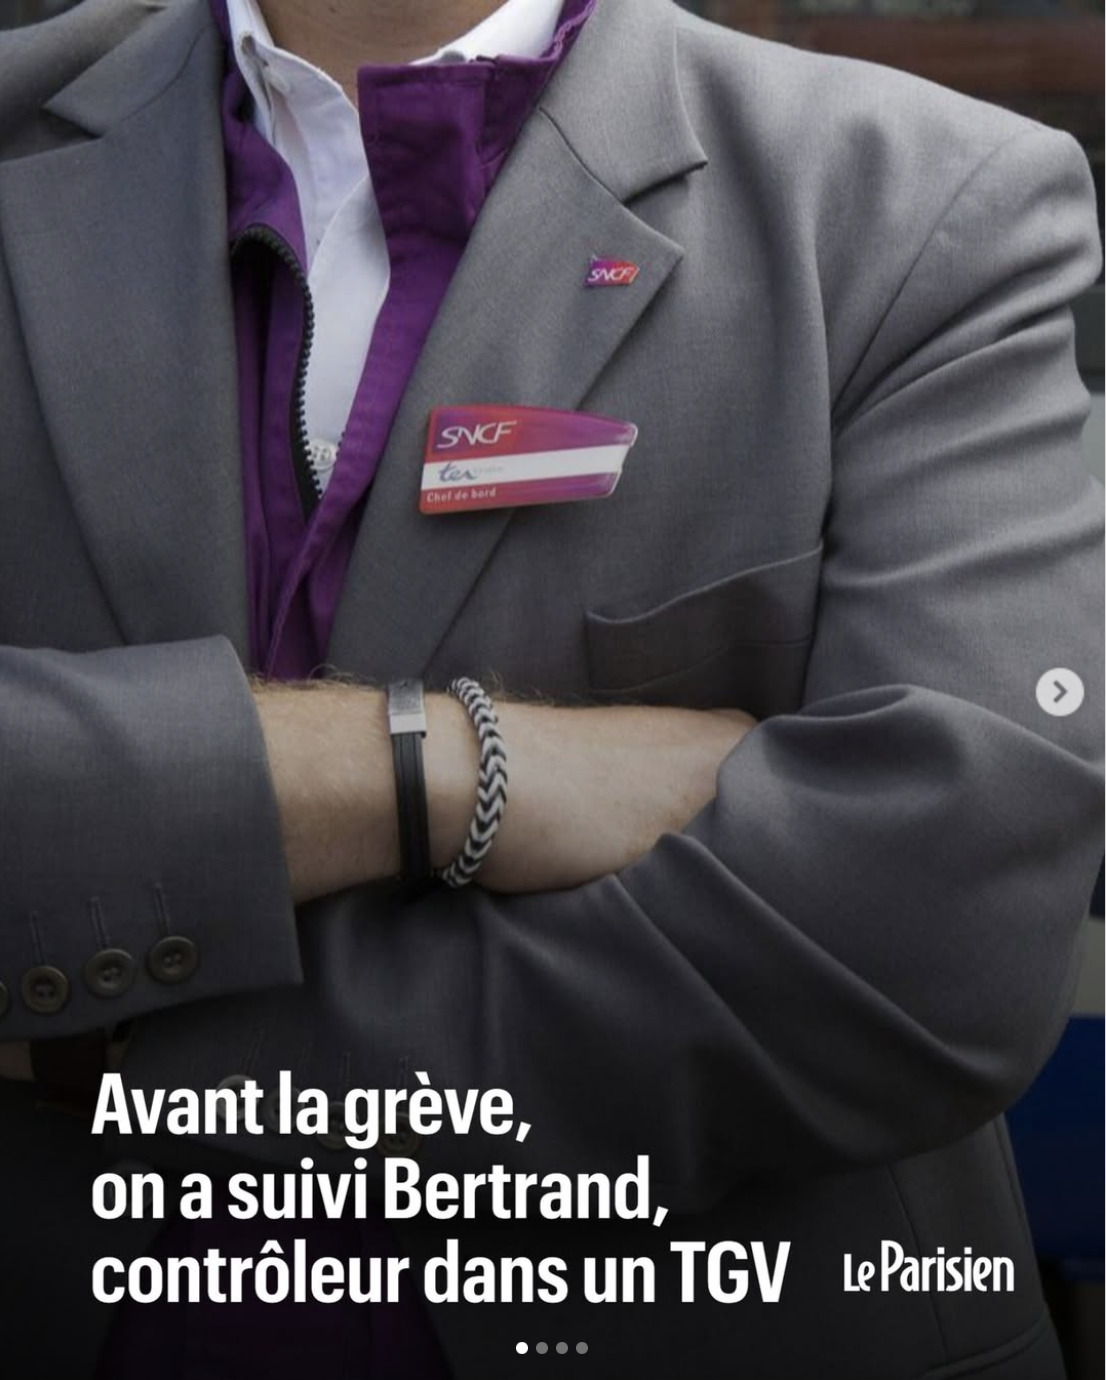 SNCF
SNCF
ter
Chef de bord
Avant la grève,
on a suivi Bertrand,
contrôleur dans un TGV
Le Parisien